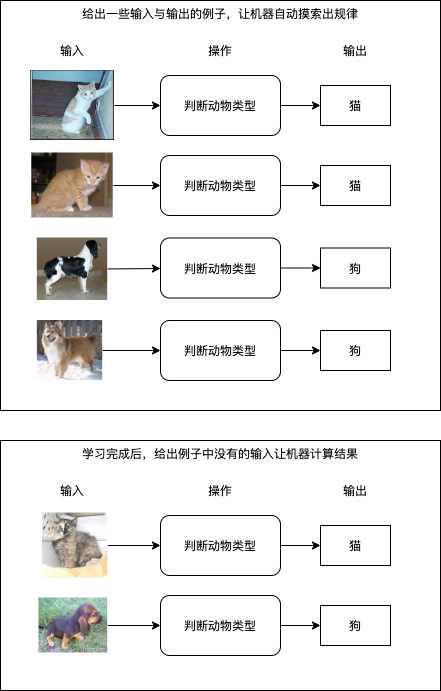 给出一些输入与输出的例子，让机器自动摸索出规律
输入 操作 输出
判断动物类型 猫
判断动物类型 猫
判断动物类型 狗
判断动物类型 狗
学习完成后，给出例子中没有的输入让机器计算结果
输入 操作 输出
判断动物类型 猫
判断动物类型 狗